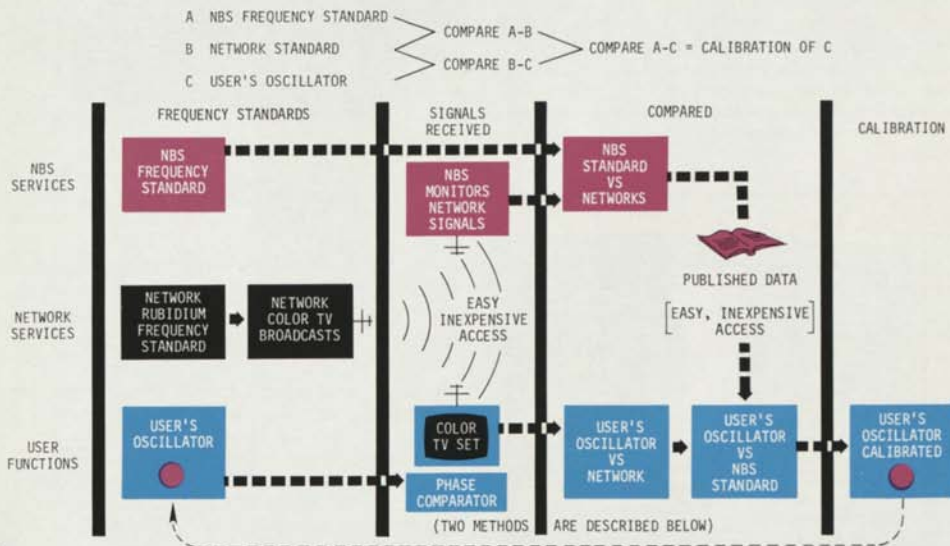 A NBS FREQUENCY STANDARD
B NETWORK STANDARD
C USER'S OSCILLATOR
COMPARE A-B
COMPARE B-C
COMPARE A-C = CALIBRATION OF C
FREQUENCY STANDARDS
SIGNALS
RECEIVED
COMPARED
CALIBRATION
NBS
SERVICES
NBS
FREQUENCY
STANDARD
NBS
MONITORS
NETWORK
SIGNALS
NBS
STANDARD
VS
NETWORKS
PUBLISHED DATA
[EASY, INEXPENSIVE
ACCESS]
NETWORK
SERVICES
NETWORK
RUBIDIUM
FREQUENCY
STANDARD
NETWORK
COLOR TV
BROADCASTS
EASY
INEXPENSIVE
ACCESS
USER
FUNCTIONS
USER'S
OSCILLATOR
COLOR
TV SET
PHASE
COMPARATOR
USER'S
OSCILLATOR
VS
NETWORK
USER'S
OSCILLATOR
VS
NBS
STANDARD
USER'S
OSCILLATOR
CALIBRATED
(TWO METHODS ARE DESCRIBED BELOW)